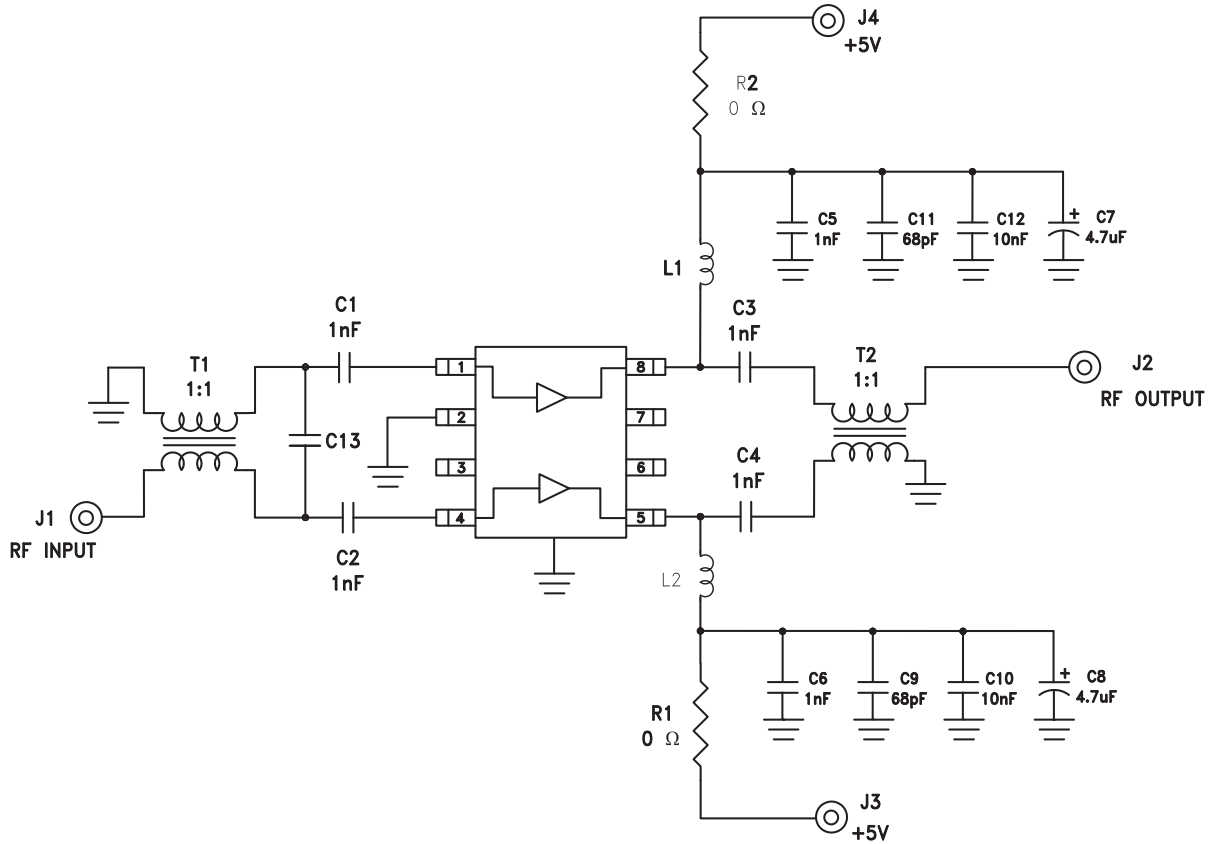 J4
+5V
R2
0 Ω
C5
1nF
C11
68pF
C12
10nF
+
C7
4.7uF
L1
C1
1nF
C3
1nF
T1
1:1
T2
1:1
J2
RF OUTPUT
1
8
2
7
3
6
4
5
C13
C4
1nF
J1
RF INPUT
C2
1nF
L2
C6
1nF
C9
68pF
C10
10nF
+
C8
4.7uF
R1
0 Ω
J3
+5V